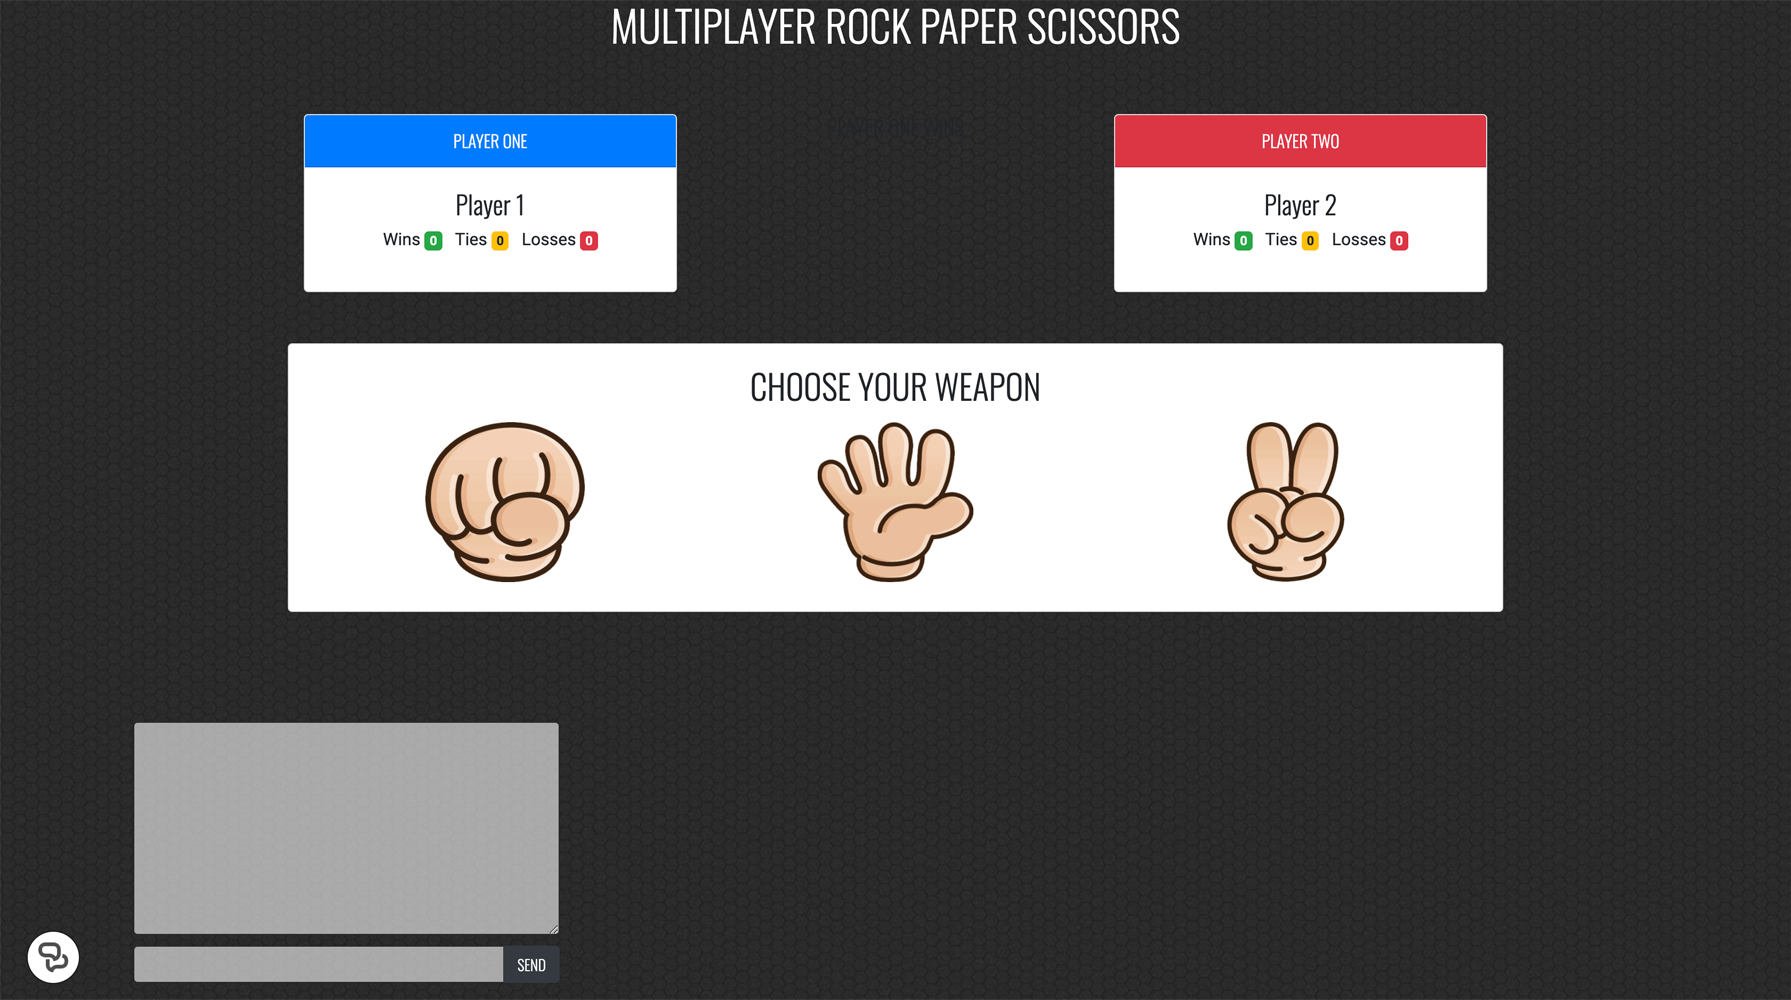 MULTIPLAYER ROCK PAPER SCISSORS
PLAYER ONE
Player 1
Wins 0 Ties 0 Losses 0
PLAYER TWO
Player 2
Wins 0 Ties 0 Losses 0
CHOOSE YOUR WEAPON
SEND